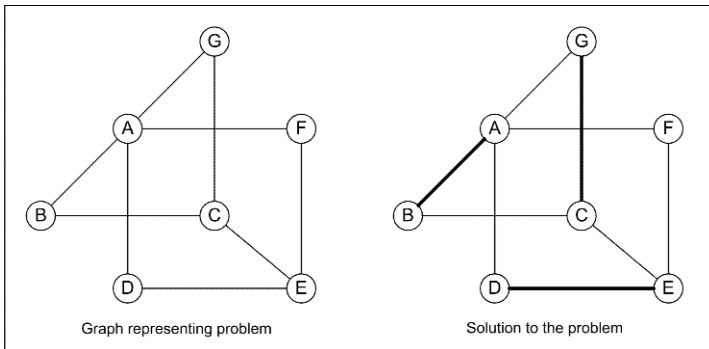 G
G
A
F
A
F
B
C
B
C
D
E
D
E
Graph representing problem
Solution to the problem